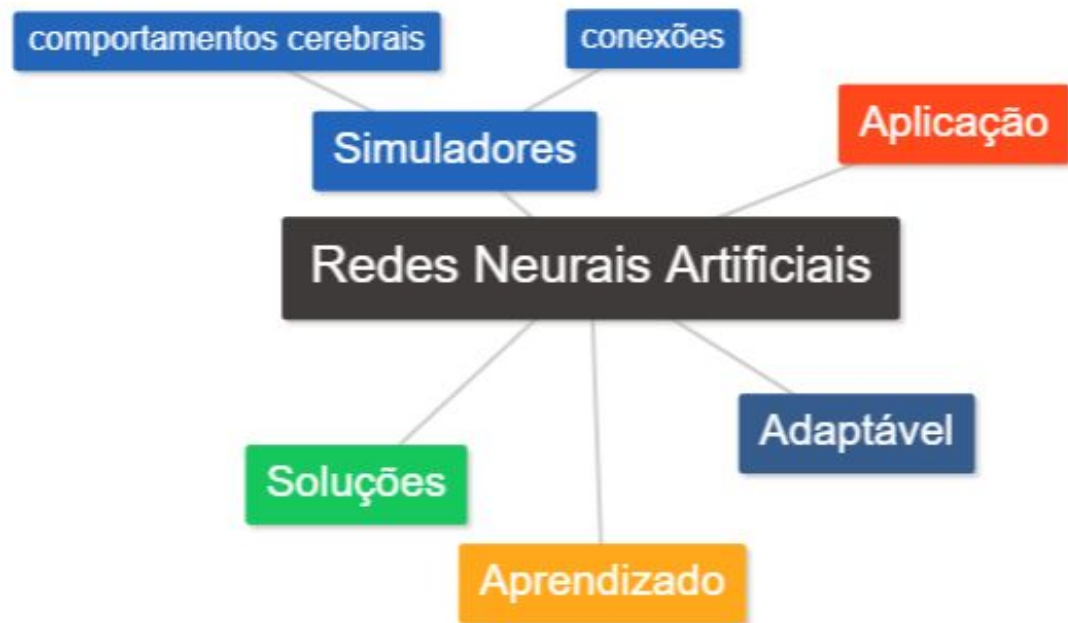 comportamentos cerebrais
conexões
Simuladores
Aplicação
Redes Neurais Artificiais
Adaptável
Soluções
Aprendizado